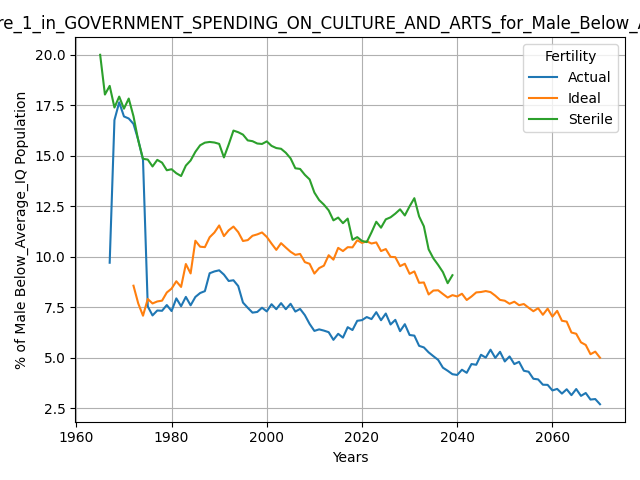 re_1_in_GOVERNMENT_SPENDING_ON_CULTURE_AND_ARTS_for_Male_Below_A
Fertility
Actual
Ideal
Sterile
% of Male Below_Average_IQ Population
20.0
17.5
15.0
12.5
10.0
7.5
5.0
2.5
1960
1980
2000
2020
2040
2060
Years